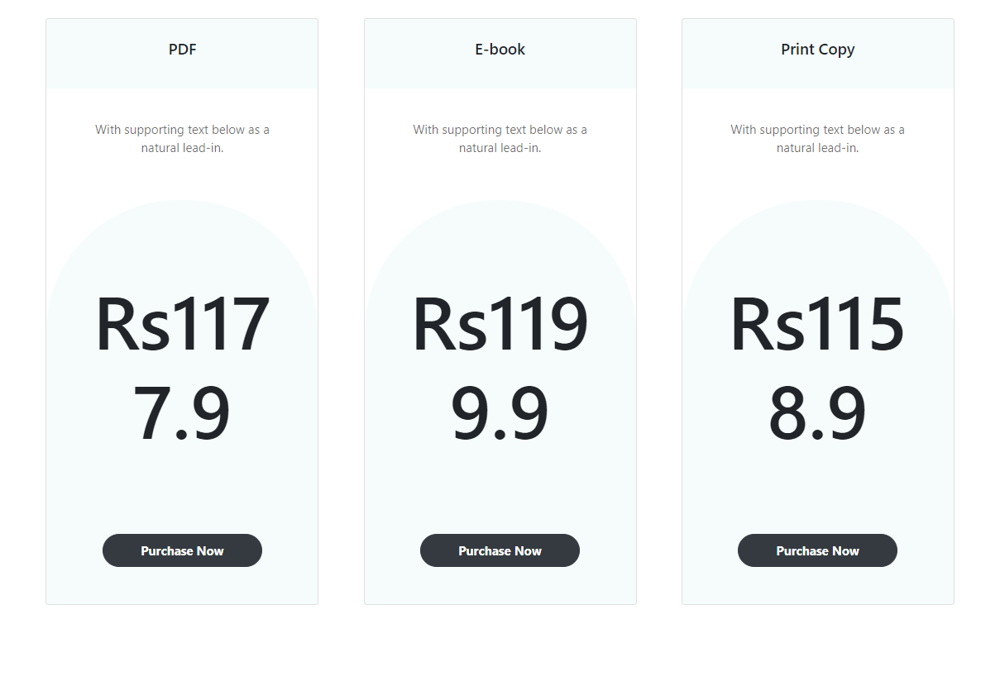 PDF
With supporting text below as a
natural lead-in.
Rs117
7.9
Purchase Now
E-book
With supporting text below as a
natural lead-in.
Rs119
9.9
Purchase Now
Print Copy
With supporting text below as a
natural lead-in.
Rs115
8.9
Purchase Now